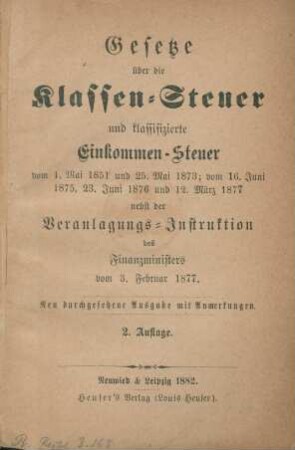 Gesetze
über die
Klassen-Steuer
und klassifizierte
Einkommen-Steuer
vom 1. Mai 1851 und 25. Mai 1873; vom 16. Juni
1875, 23. Juni 1876 und 12. März 1877
nebst der
Veranlagungs-Instruktion
des
Finanzministers
vom 3. Februar 1877.
Neu durchgesehene Ausgabe mit Anmerkungen.
2. Auflage.
Neuwied & Leipzig 1882.
Heuser's Verlag (Louis Heuser).